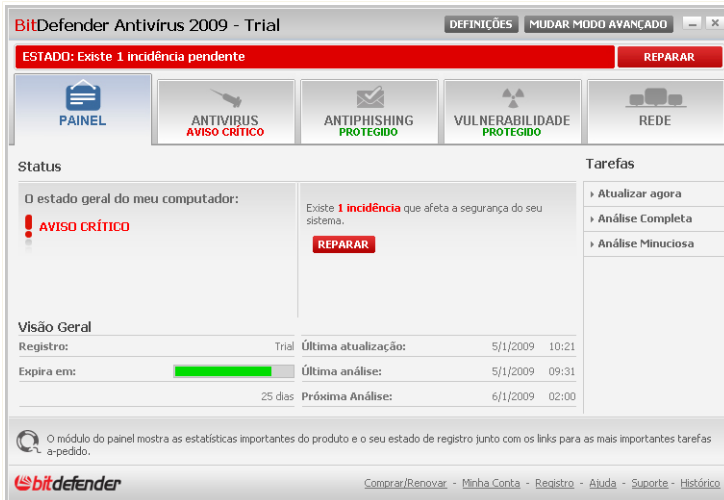 BitDefender Antivírus 2009 - Trial
DEFINIÇÕES
MUDAR MODO AVANÇADO
ESTADO: Existe 1 incidência pendente
REPARAR
PAINEL
ANTIVIRUS
AVISO CRÍTICO
ANTIPHISHING
PROTEGIDO
VULNERABILIDADE
PROTEGIDO
REDE
Status
O estado geral do meu computador:
AVISO CRÍTICO
Existe 1 incidência que afeta a segurança do seu
sistema.
REPARAR
Tarefas
Atualizar agora
Análise Completa
Análise Minuciosa
Visão Geral
Registro: Trial
Expira em:
25 dias
Última atualização: 5/1/2009 10:21
Última análise: 5/1/2009 09:31
Próxima Análise: 6/1/2009 02:00
O módulo do painel mostra as estatísticas importantes do produto e o seu estado de registro junto com os links para as mais importantes tarefas
a-pedido.
bitdefender
Comprar/Renovar - Minha Conta - Registro - Ajuda - Suporte - Histórico